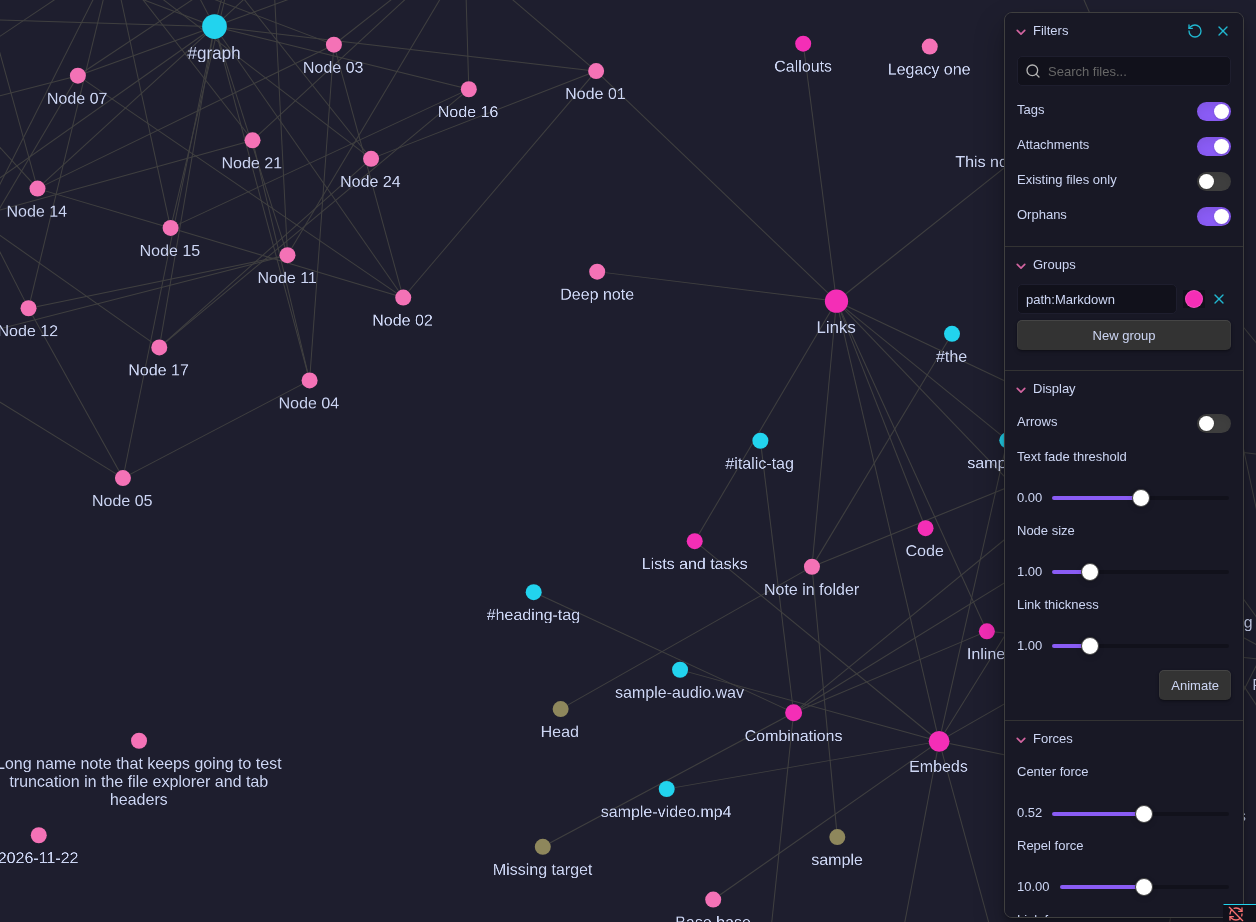 #graph
Node 03
Node 07
Node 16
Node 01
Callouts
Legacy one
Node 21
Node 24
This no
Node 14
Node 15
Node 11
Deep note
Node 02
Links
Node 12
#the
Node 17
Node 04
#italic-tag
samp
Node 05
Code
Lists and tasks
Note in folder
#heading-tag
Inline
sample-audio.wav
Head
Combinations
Embeds
Long name note that keeps going to test
truncation in the file explorer and tab
headers
sample-video.mp4
2026-11-22
sample
Missing target
Base.base
Filters
Search files...
Tags
Attachments
Existing files only
Orphans
Groups
path:Markdown
New group
Display
Arrows
Text fade threshold
0.00
Node size
1.00
Link thickness
1.00
Animate
Forces
Center force
0.52
Repel force
10.00
g